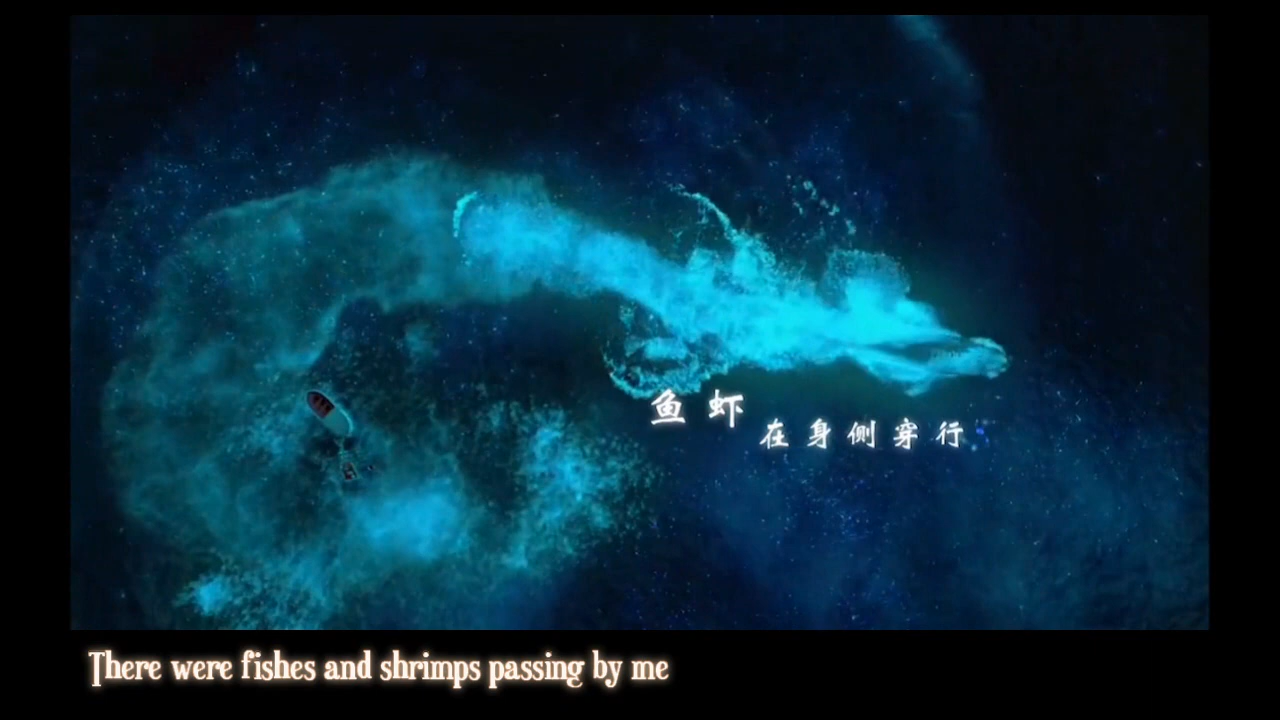 鱼虾
在身侧穿行
There were fishes and shrimps passing by me